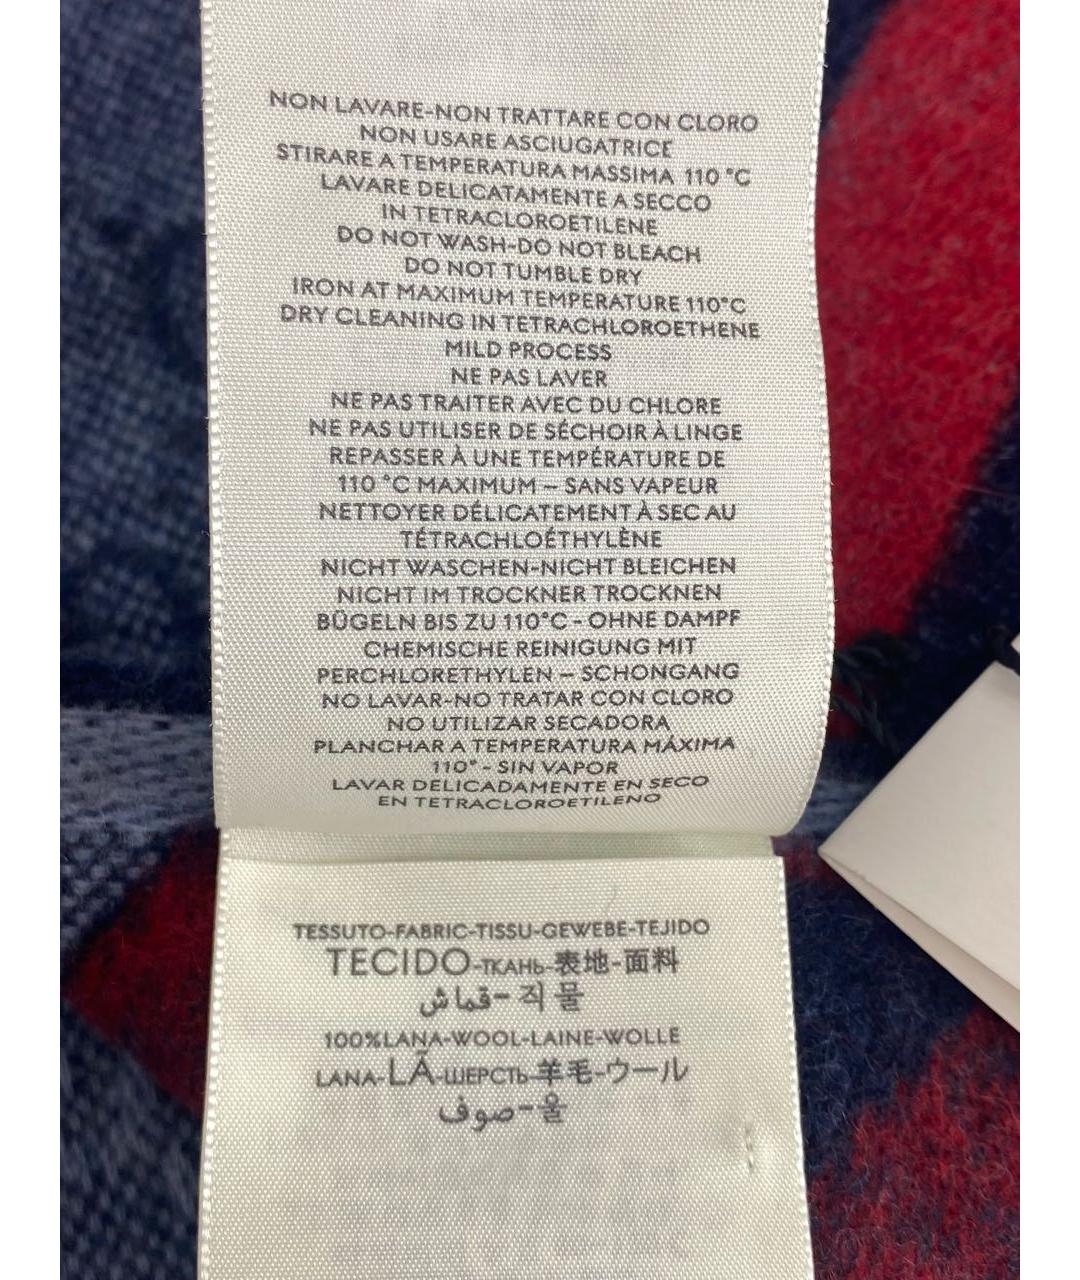 NON LAVARE-NON TRATTARE CON CLORO
NON USARE ASCIUGATRICE
STIRARE A TEMPERATURA MASSIMA 110 °C
LAVARE DELICATAMENTE A SECCO
IN TETRACLOROETILENE
DO NOT WASH-DO NOT BLEACH
DO NOT TUMBLE DRY
IRON AT MAXIMUM TEMPERATURE 110°C
DRY CLEANING IN TETRACHLOROETHENE
MILD PROCESS
NE PAS LAVER
NE PAS TRAITER AVEC DU CHLORE
NE PAS UTILISER DE SÉCHOIR À LINGE
REPASSER À UNE TEMPÉRATURE DE
110 °C MAXIMUM – SANS VAPEUR
NETTOYER DÉLICATEMENT À SEC AU
TÉTRACHLOÉTHYLÈNE
NICHT WASCHEN-NICHT BLEICHEN
NICHT IM TROCKNER TROCKNEN
BÜGELN BIS ZU 110°C - OHNE DAMPF
CHEMISCHE REINIGUNG MIT
PERCHLORETHYLEN – SCHONGANG
NO LAVAR-NO TRATAR CON CLORO
NO UTILIZAR SECADORA
PLANCHAR A TEMPERATURA MÁXIMA
110° - SIN VAPOR
LAVAR DELICADAMENTE EN SECO
EN TETRACLOROETILENO
TESSUTO-FABRIC-TISSU-GEWEBE-TEJIDO
TECIDO-ТКАНЬ-表地-面料
قماش-직물
100%LANA-WOOL-LAINE-WOLLE
LANA-LÃ-ШЕРСТЬ-羊毛-ウール
صوف-울